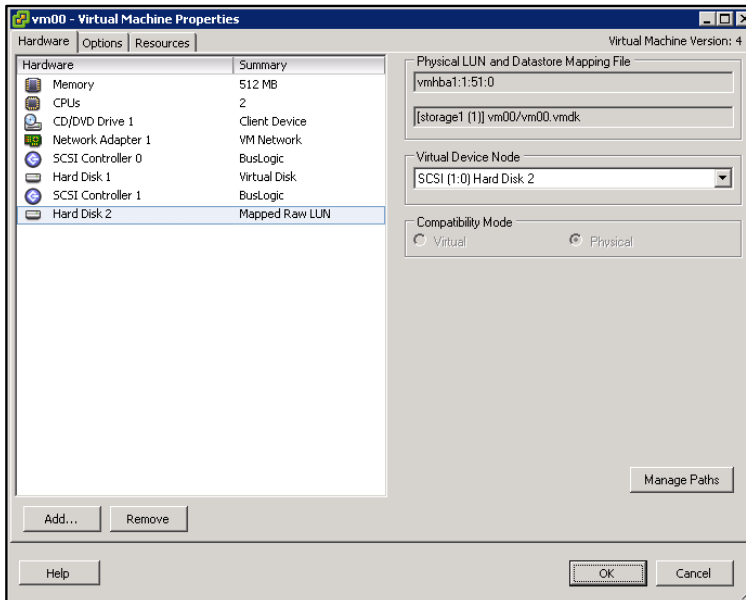 vm00 - Virtual Machine Properties
Hardware Options Resources Virtual Machine Version: 4
Hardware Summary
Memory 512 MB
CPUs 2
CD/DVD Drive 1 Client Device
Network Adapter 1 VM Network
SCSI Controller 0 BusLogic
Hard Disk 1 Virtual Disk
SCSI Controller 1 BusLogic
Hard Disk 2 Mapped Raw LUN
Physical LUN and Datastore Mapping File
vmhba1:1:51:0
[storage1 (1)] vm00/vm00.vmdk
Virtual Device Node
SCSI (1:0) Hard Disk 2
Compatibility Mode
Virtual Physical
Manage Paths
Add... Remove
Help OK Cancel